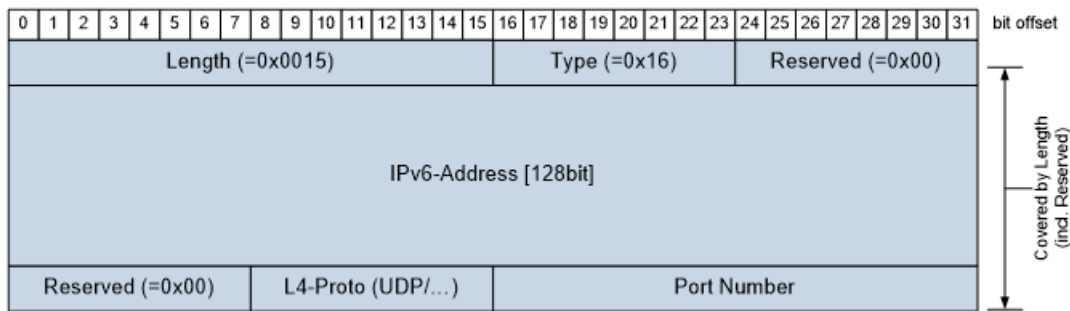 0 1 2 3 4 5 6 7 8 9 10 11 12 13 14 15 16 17 18 19 20 21 22 23 24 25 26 27 28 29 30 31 bit offset
Length (=0x0015) Type (=0x16) Reserved (=0x00)
IPv6-Address [128bit]
Covered by Length
(incl. Reserved)
Reserved (=0x00) L4-Proto (UDP/...) Port Number